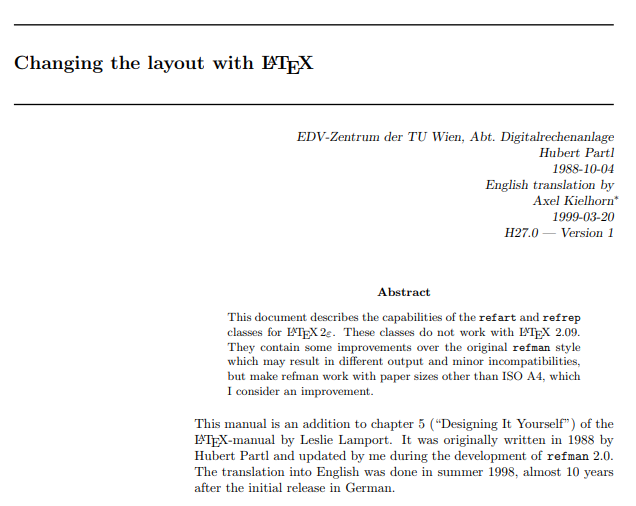 Changing the layout with LATEX
EDV-Zentrum der TU Wien, Abt. Digitalrechenanlage
Hubert Partl
1988-10-04
English translation by
Axel Kielhorn*
1999-03-20
H27.0 — Version 1
Abstract
This document describes the capabilities of the refart and refrep
classes for LATEX 2ε. These classes do not work with LATEX 2.09.
They contain some improvements over the original refman style
which may result in different output and minor incompatibilities,
but make refman work with paper sizes other than ISO A4, which
I consider an improvement.
This manual is an addition to chapter 5 (“Designing It Yourself”) of the
LATEX-manual by Leslie Lamport. It was originally written in 1988 by
Hubert Partl and updated by me during the development of refman 2.0.
The translation into English was done in summer 1998, almost 10 years
after the initial release in German.